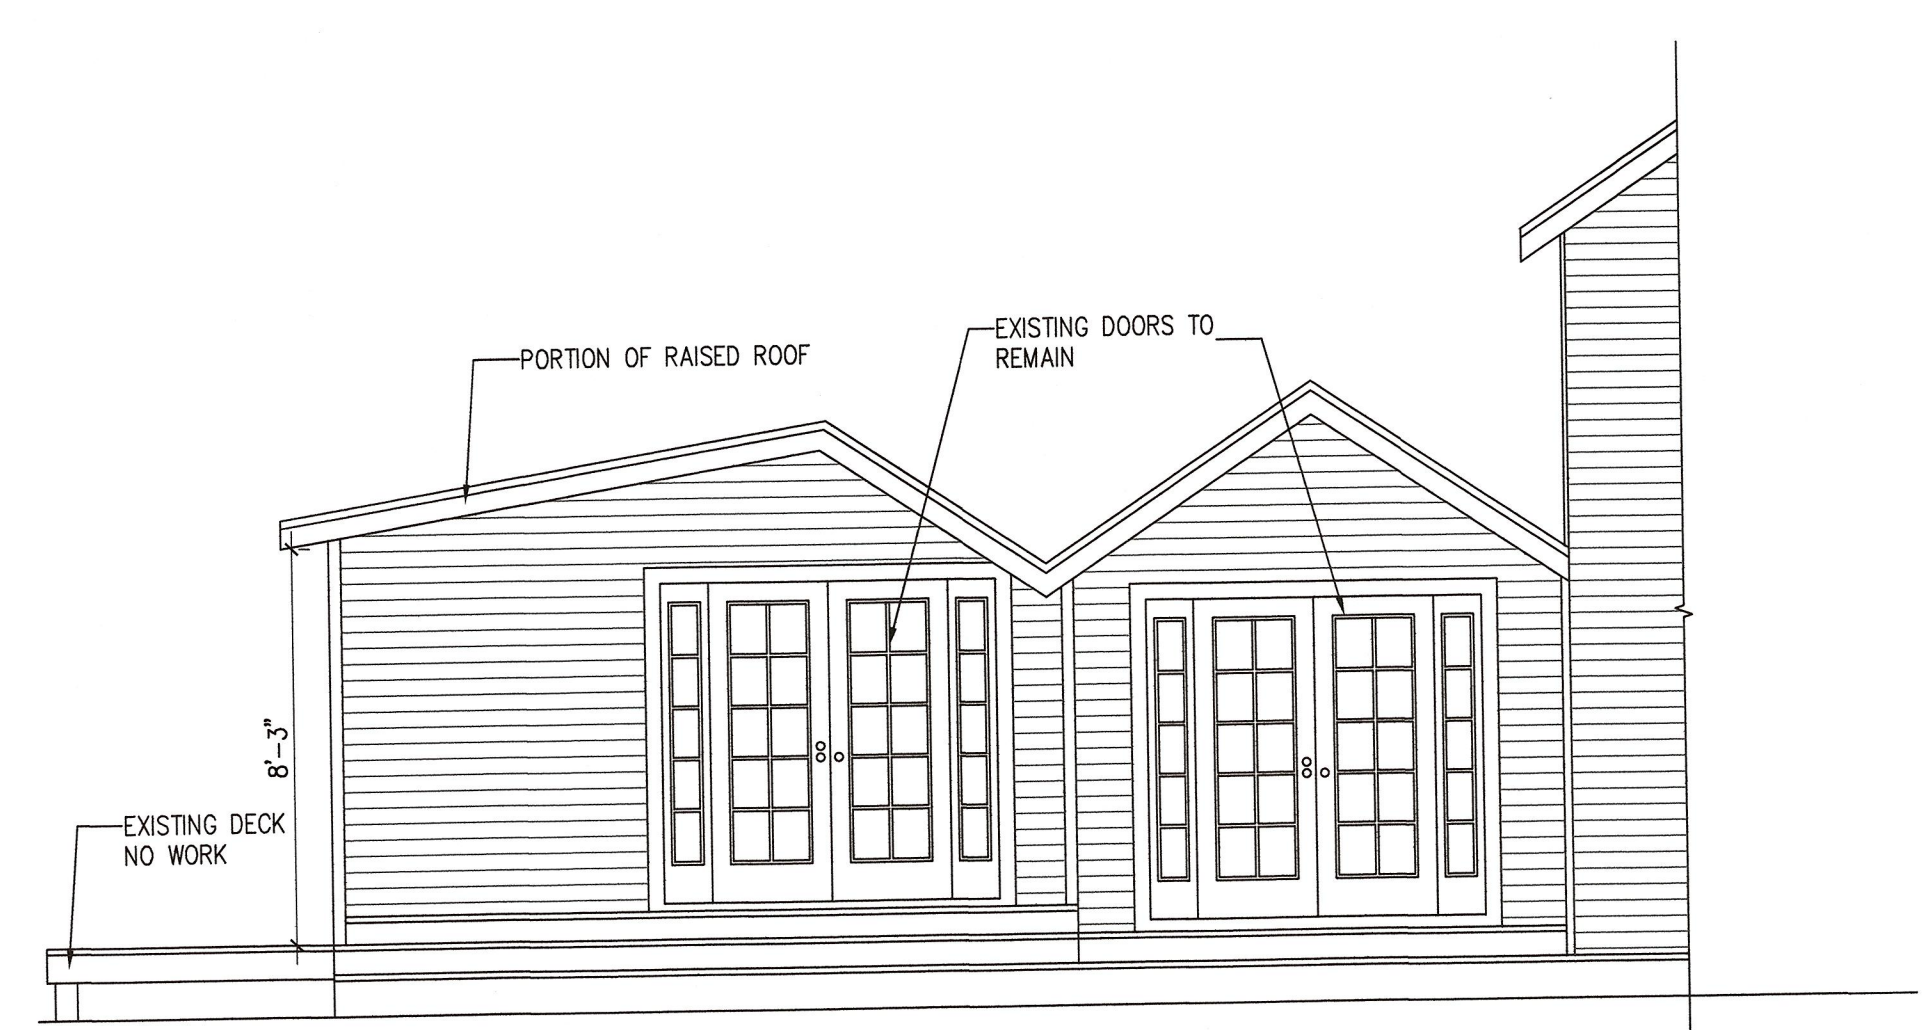 EXISTING DOORS TO
REMAIN
PORTION OF RAISED ROOF
8'-3"
EXISTING DECK
NO WORK